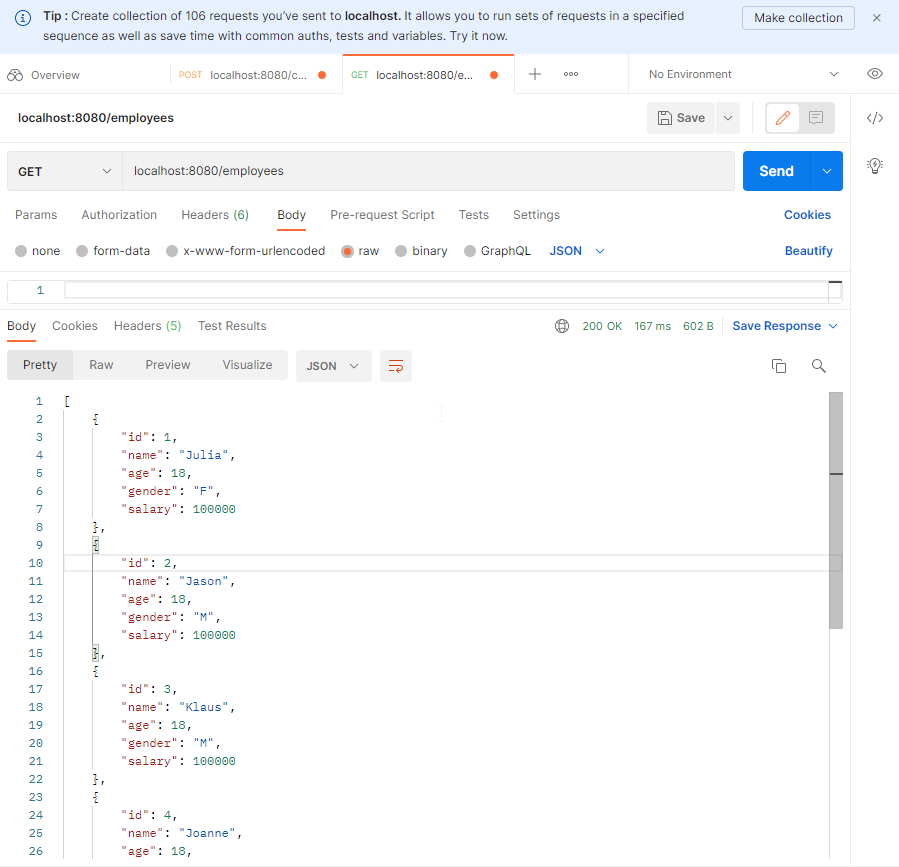 Tip : Create collection of 106 requests you've sent to localhost. It allows you to run sets of requests in a specified
sequence as well as save time with common auths, tests and variables. Try it now.
Make collection
Overview
POST localhost:8080/c...
GET localhost:8080/e...
No Environment
localhost:8080/employees
Save
GET
localhost:8080/employees
Send
Params Authorization Headers (6) Body Pre-request Script Tests Settings Cookies
none form-data x-www-form-urlencoded raw binary GraphQL JSON Beautify
1
Body Cookies Headers (5) Test Results 200 OK 167 ms 602 B Save Response
Pretty Raw Preview Visualize JSON
1 [
2 {
3 "id": 1,
4 "name": "Julia",
5 "age": 18,
6 "gender": "F",
7 "salary": 100000
8 },
9 {
10 "id": 2,
11 "name": "Jason",
12 "age": 18,
13 "gender": "M",
14 "salary": 100000
15 },
16 {
17 "id": 3,
18 "name": "Klaus",
19 "age": 18,
20 "gender": "M",
21 "salary": 100000
22 },
23 {
24 "id": 4,
25 "name": "Joanne",
26 "age": 18,